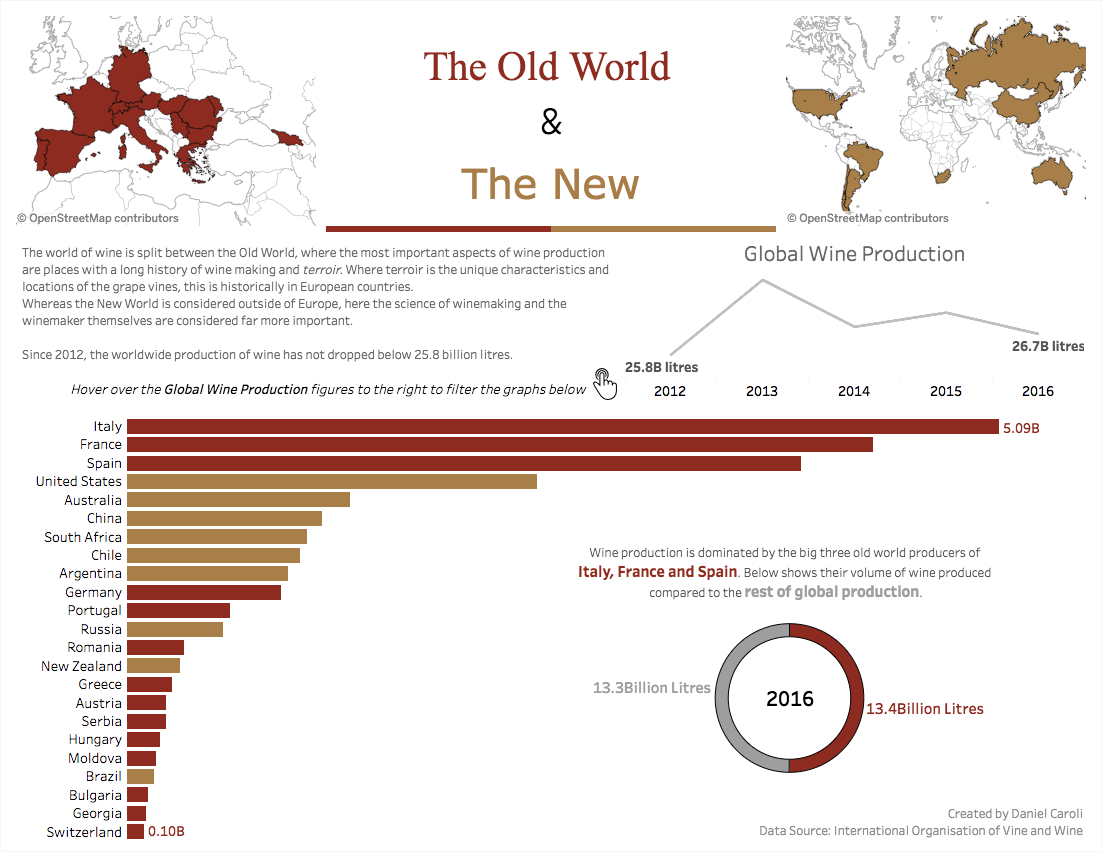 The Old World
&
The New
© OpenStreetMap contributors
© OpenStreetMap contributors
The world of wine is split between the Old World, where the most important aspects of wine production
are places with a long history of wine making and terroir. Where terroir is the unique characteristics and
locations of the grape vines, this is historically in European countries.
Whereas the New World is considered outside of Europe, here the science of winemaking and the
winemaker themselves are considered far more important.
Since 2012, the worldwide production of wine has not dropped below 25.8 billion litres.
Hover over the Global Wine Production figures to the right to filter the graphs below
Global Wine Production
25.8B litres
26.7B litres
2012
2013
2014
2015
2016
Italy
5.09B
France
Spain
United States
Australia
China
South Africa
Chile
Argentina
Germany
Portugal
Russia
Romania
New Zealand
Greece
Austria
Serbia
Hungary
Moldova
Brazil
Bulgaria
Georgia
Switzerland
0.10B
Wine production is dominated by the big three old world producers of
Italy, France and Spain. Below shows their volume of wine produced
compared to the rest of global production.
13.3Billion Litres
2016
13.4Billion Litres
Created by Daniel Caroli
Data Source: International Organisation of Vine and Wine